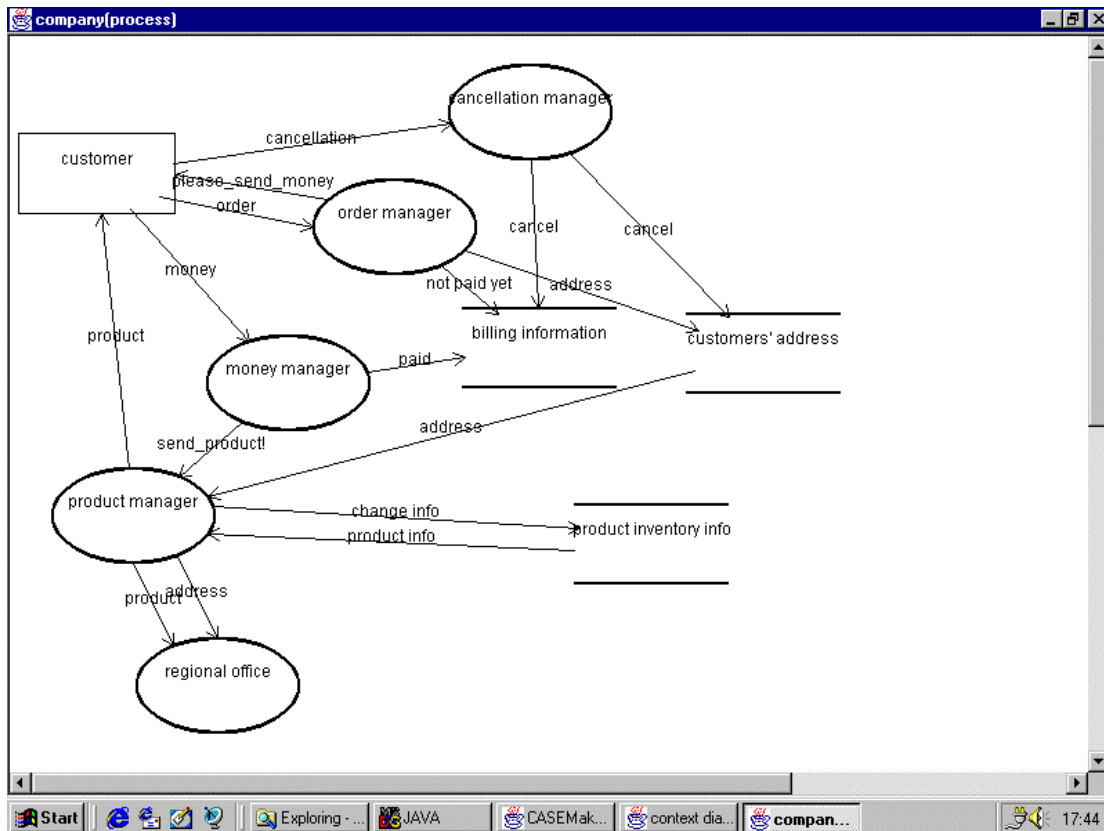 company(process)
cancellation manager
cancellation
customer
please_send_money
order
order manager
cancel
cancel
money
not paid yet
address
billing information
customers' address
product
paid
money manager
address
send_product!
product manager
change info
product info
product inventory info
product
address
regional office
Start
Exploring - ...
JAVA
CASEMak...
context dia...
compan...
17:44